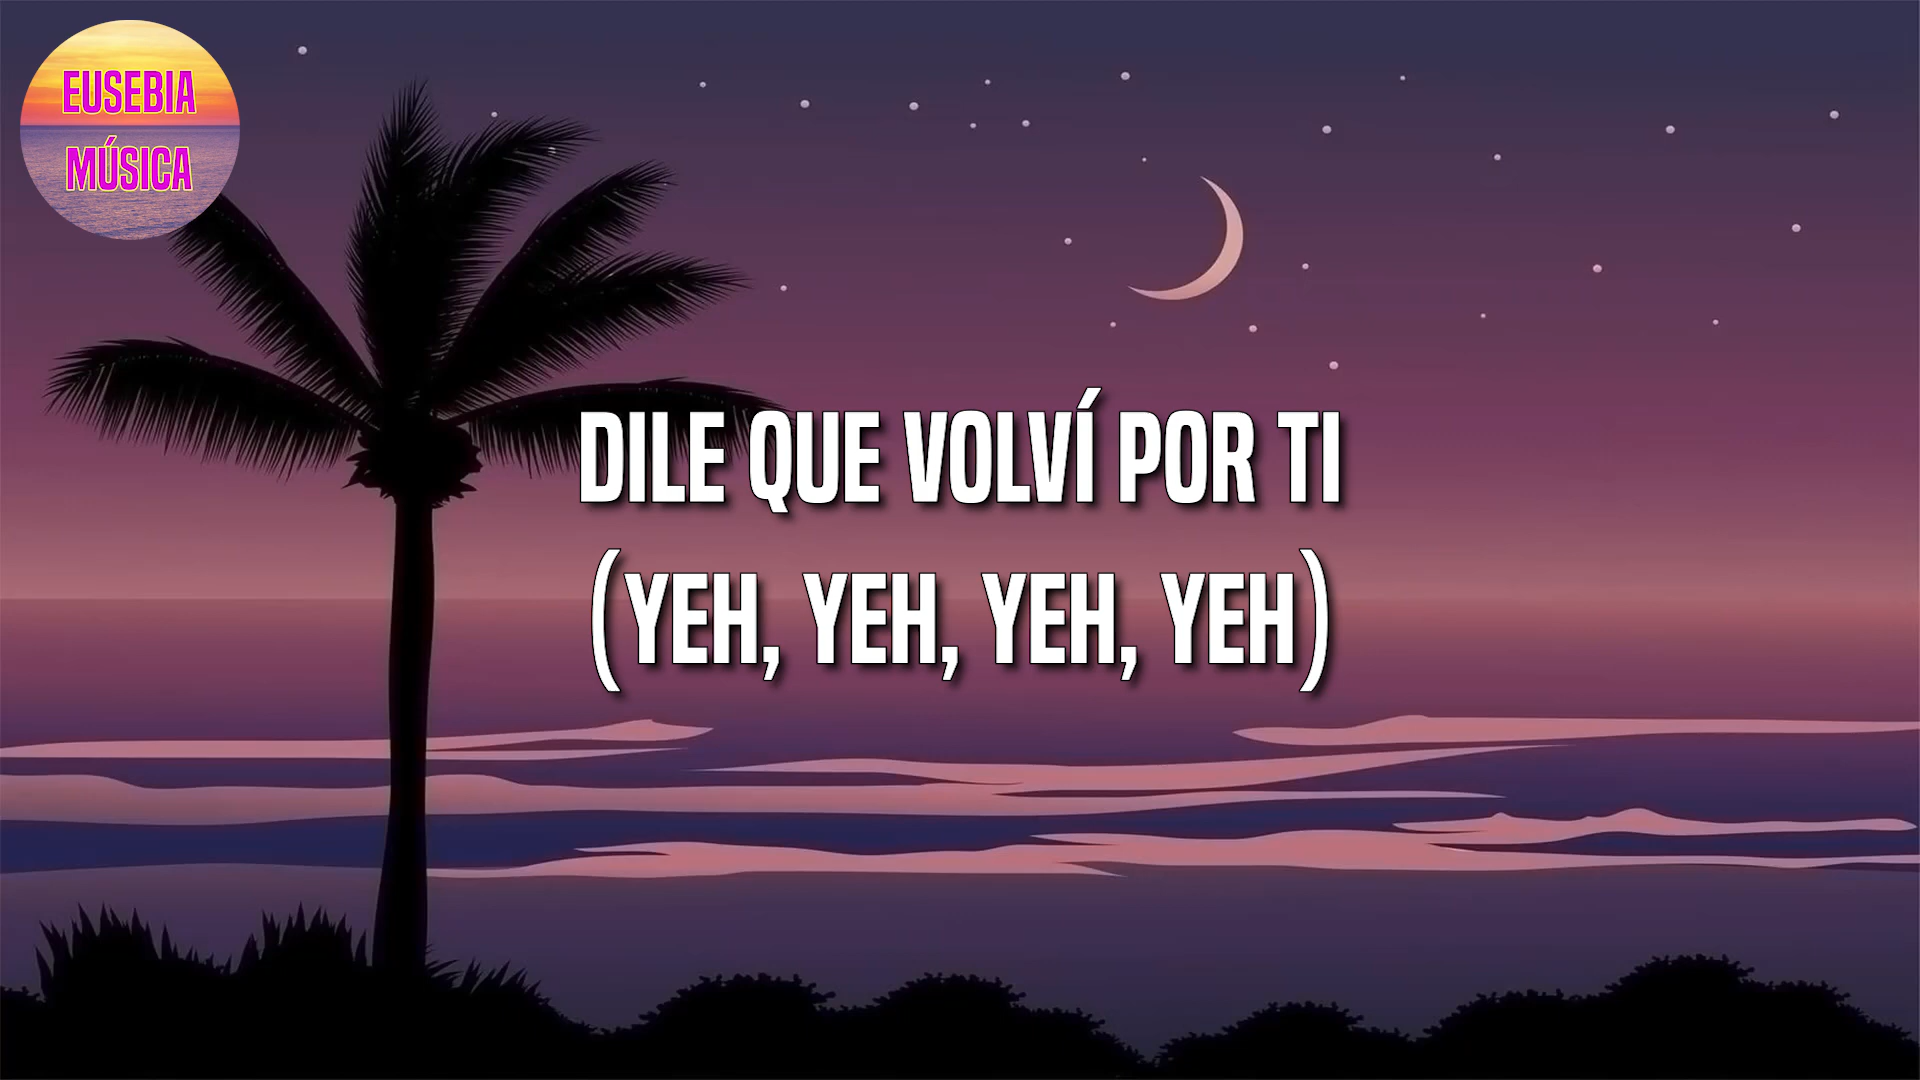 EUSEBIA
MÚSICA
DILE QUE VOLVÍ POR TI
(YEH, YEH, YEH, YEH)